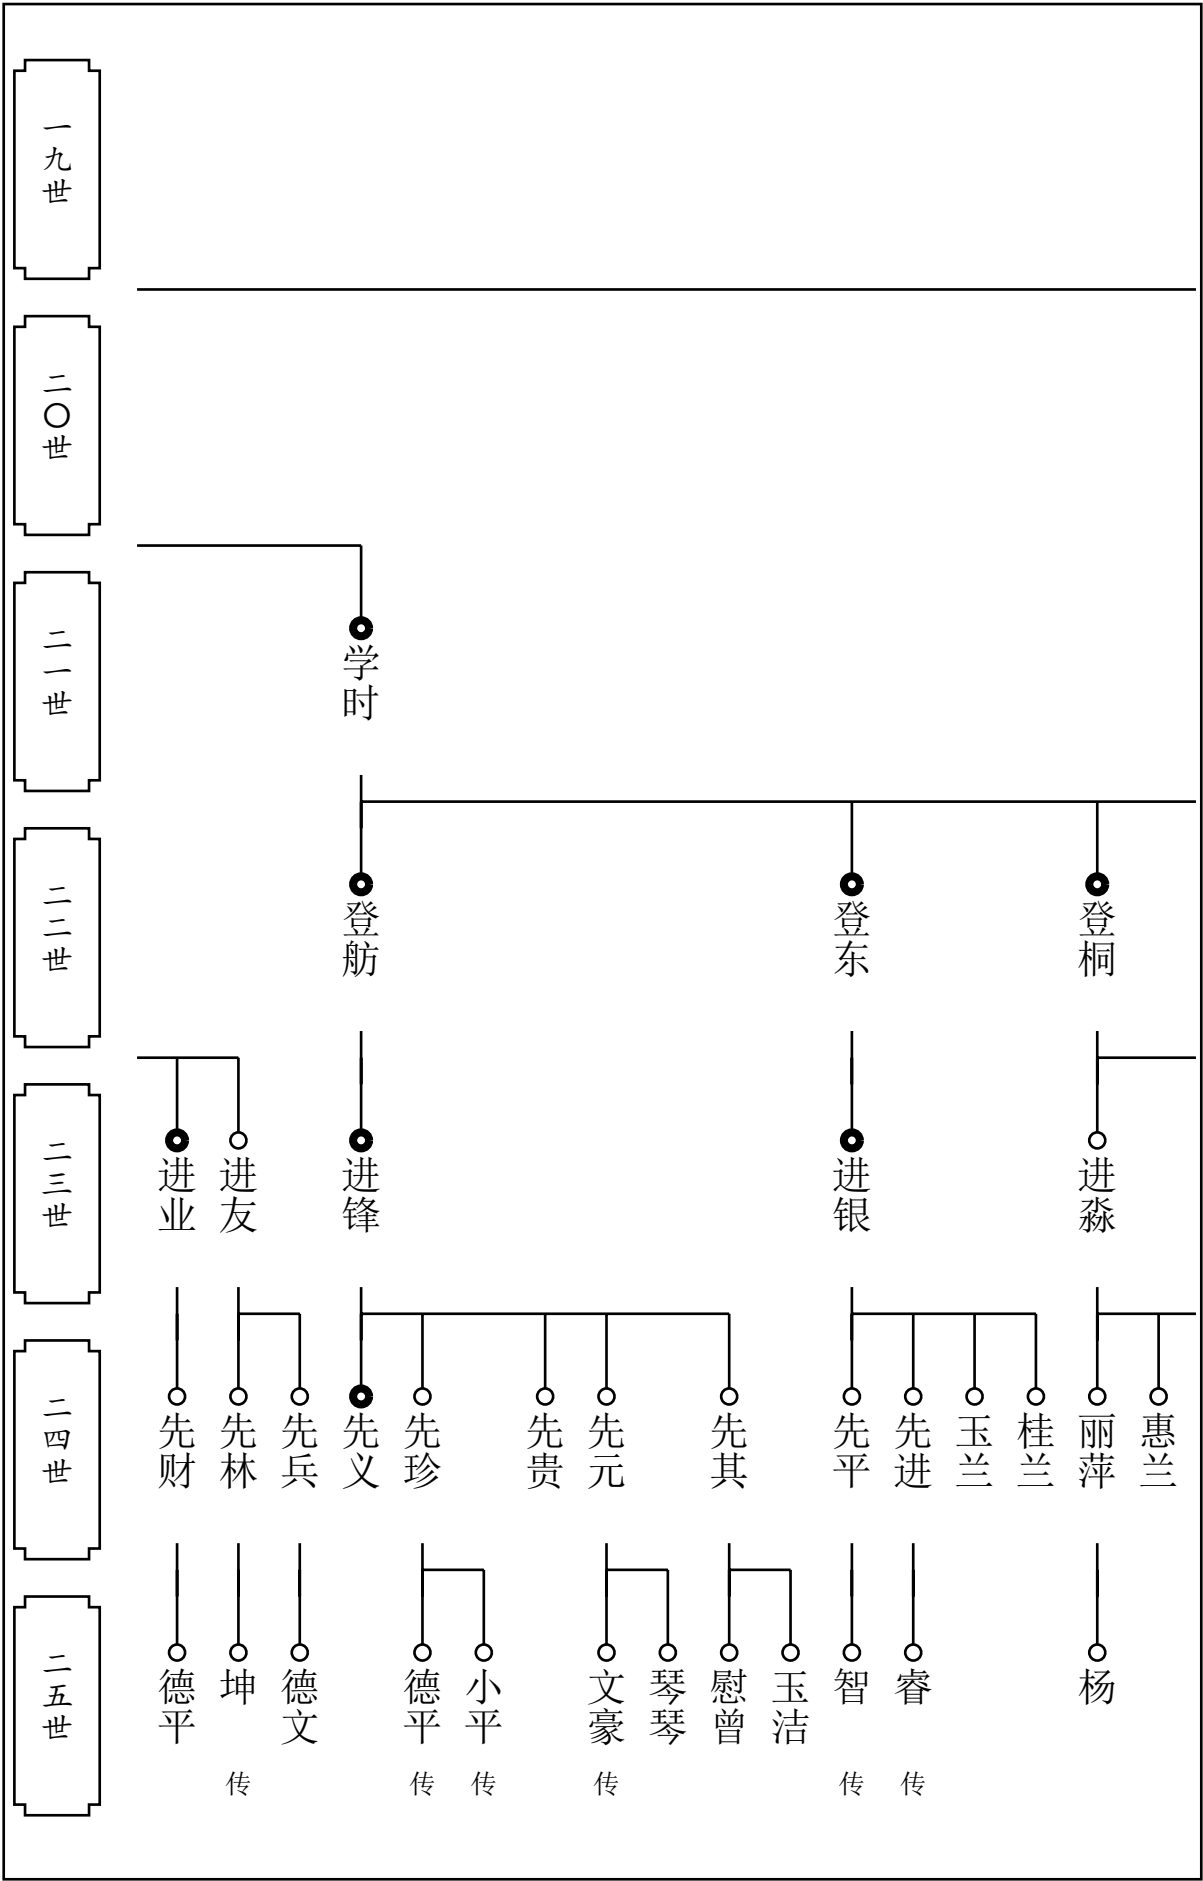 一九世
二〇世
二一世
学时
二二世
登舫
登东
登桐
二三世
进业
进友
进锋
进银
进淼
二四世
先财
先林
先兵
先义
先珍
先贵
先元
先其
先平
先进
玉兰
桂兰
丽萍
惠兰
二五世
德平
坤
德文
德平
小平
文豪
琴琴
慰曾
玉洁
智
睿
杨
传
传
传
传
传
传